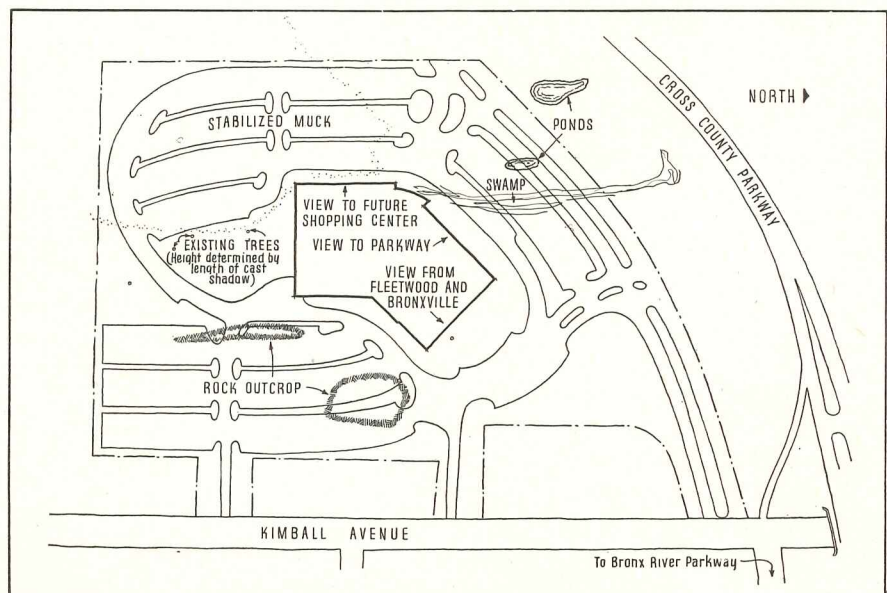 STABILIZED MUCK
PONDS
SWAMP
CROSS COUNTY PARKWAY
NORTH
VIEW TO FUTURE
SHOPPING CENTER
VIEW TO PARKWAY
VIEW FROM
FLEETWOOD AND
BRONXVILLE
EXISTING TREES
(Height determined by
length of cast
shadow)
ROCK OUTCROP
KIMBALL AVENUE
To Bronx River Parkway